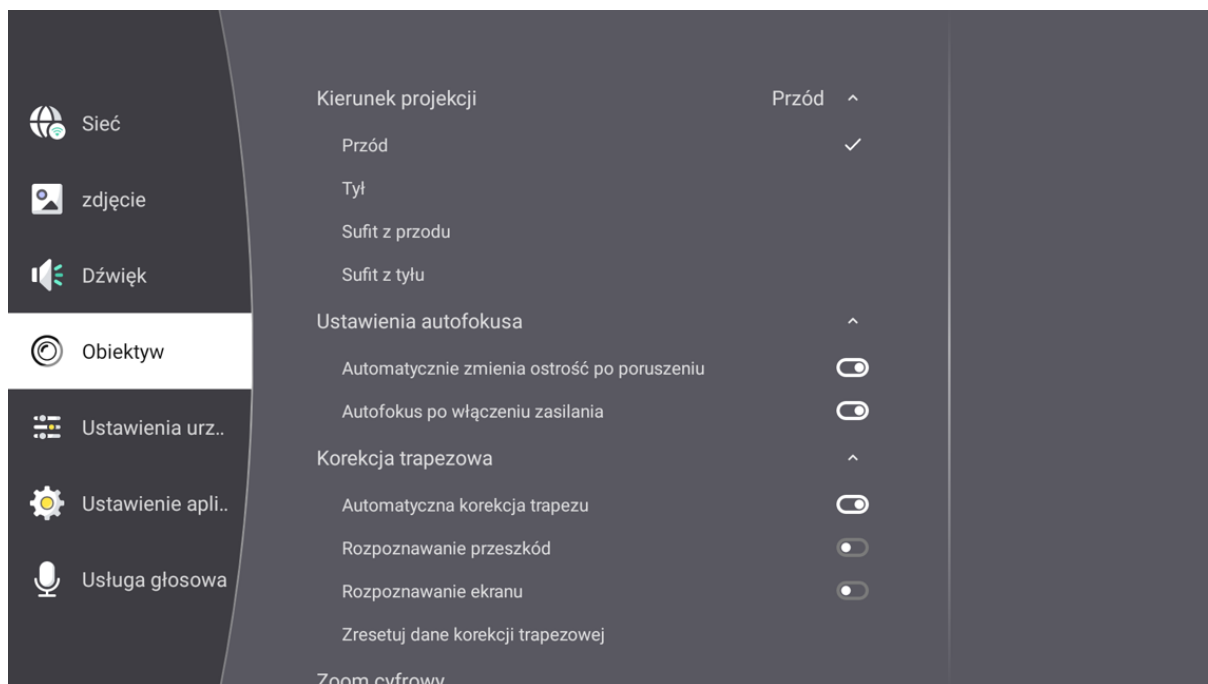 Sieć
zdjęcie
Dźwięk
Obiektyw
Ustawienia urz..
Ustawienie apli..
Usługa głosowa
Kierunek projekcji Przód
Przód
Tył
Sufit z przodu
Sufit z tyłu
Ustawienia autofokusa
Automatycznie zmienia ostrość po poruszeniu
Autofokus po włączeniu zasilania
Korekcja trapezowa
Automatyczna korekcja trapezu
Rozpoznawanie przeszkód
Rozpoznawanie ekranu
Zresetuj dane korekcji trapezowej
Zoom cyfrowy